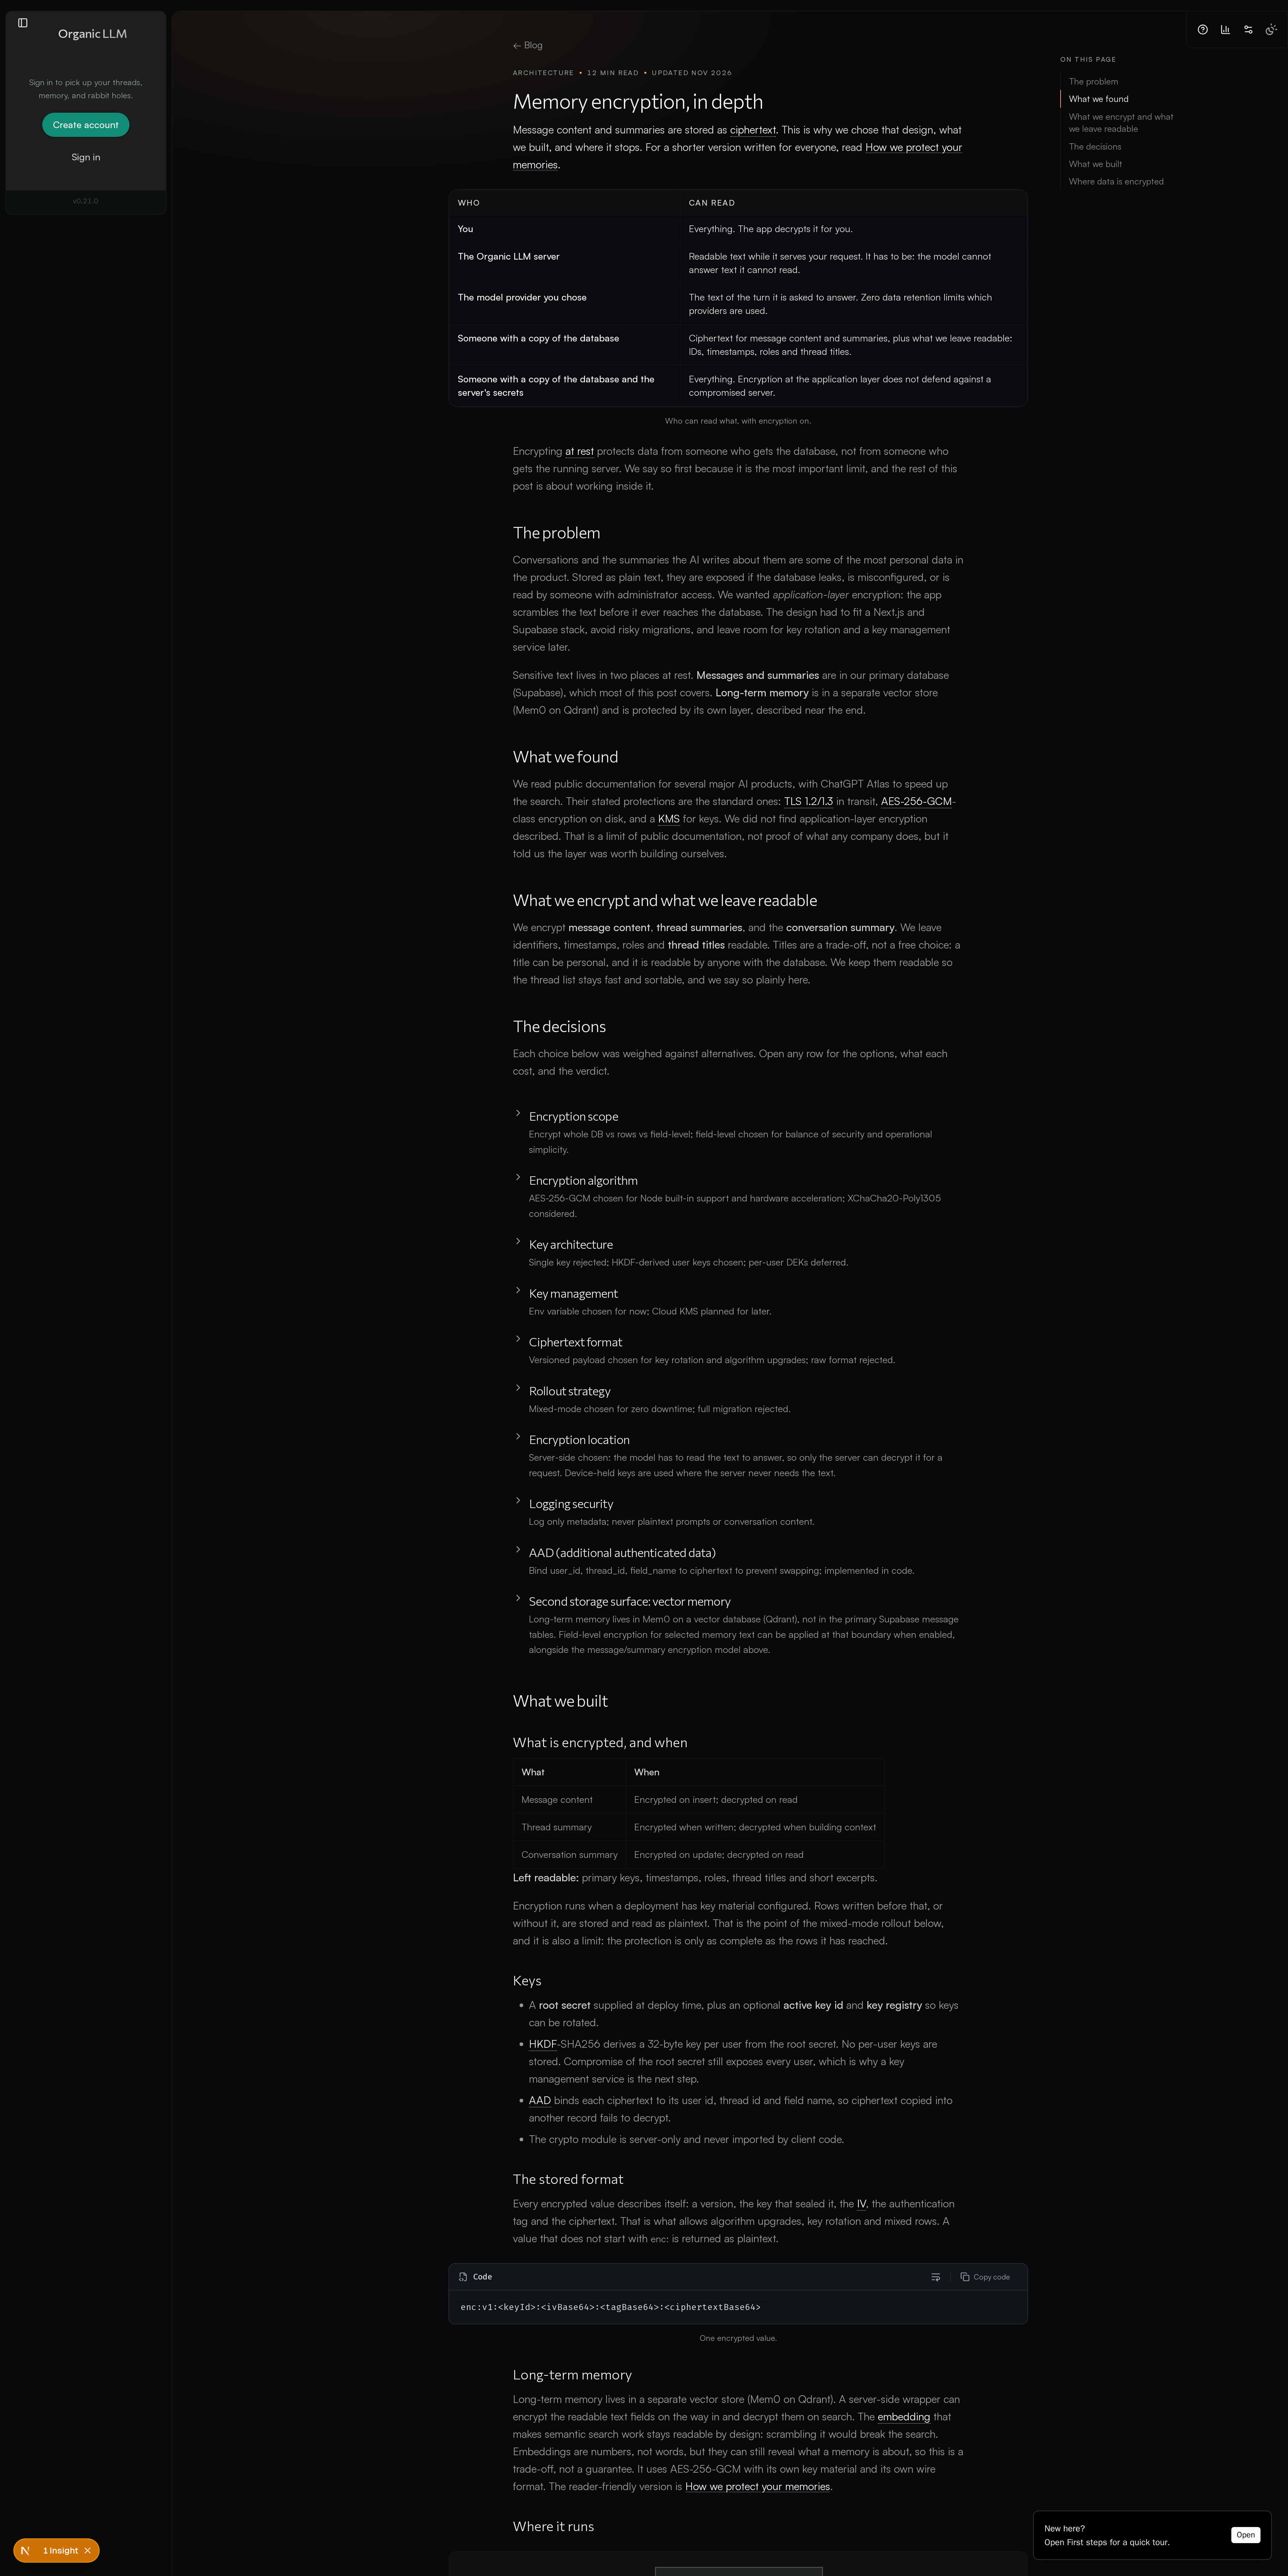 Organic LLM
Sign in to pick up your threads,
memory, and rabbit holes.
Create account
Sign in
v0.21.0
← Blog
ARCHITECTURE • 12 MIN READ • UPDATED NOV 2026
Memory encryption, in depth
Message content and summaries are stored as ciphertext. This is why we chose that design, what
we built, and where it stops. For a shorter version written for everyone, read How we protect your
memories.
ON THIS PAGE
The problem
What we found
What we encrypt and what
we leave readable
The decisions
What we built
Where data is encrypted
WHO CAN READ
You Everything. The app decrypts it for you.
The Organic LLM server Readable text while it serves your request. It has to be: the model cannot
answer text it cannot read.
The model provider you chose The text of the turn it is asked to answer. Zero data retention limits which
providers are used.
Someone with a copy of the database Ciphertext for message content and summaries, plus what we leave readable:
IDs, timestamps, roles and thread titles.
Someone with a copy of the database and the Everything. Encryption at the application layer does not defend against a
server's secrets compromised server.
Who can read what, with encryption on.
Encrypting at rest protects data from someone who gets the database, not from someone who
gets the running server. We say so first because it is the most important limit, and the rest of this
post is about working inside it.
The problem
Conversations and the summaries the AI writes about them are some of the most personal data in
the product. Stored as plain text, they are exposed if the database leaks, is misconfigured, or is
read by someone with administrator access. We wanted application-layer encryption: the app
scrambles the text before it ever reaches the database. The design had to fit a Next.js and
Supabase stack, avoid risky migrations, and leave room for key rotation and a key management
service later.
Sensitive text lives in two places at rest. Messages and summaries are in our primary database
(Supabase), which most of this post covers. Long-term memory is in a separate vector store
(Mem0 on Qdrant) and is protected by its own layer, described near the end.
What we found
We read public documentation for several major AI products, with ChatGPT Atlas to speed up
the search. Their stated protections are the standard ones: TLS 1.2/1.3 in transit, AES-256-GCM-
class encryption on disk, and a KMS for keys. We did not find application-layer encryption
described. That is a limit of public documentation, not proof of what any company does, but it
told us the layer was worth building ourselves.
What we encrypt and what we leave readable
We encrypt message content, thread summaries, and the conversation summary. We leave
identifiers, timestamps, roles and thread titles readable. Titles are a trade-off, not a free choice: a
title can be personal, and it is readable by anyone with the database. We keep them readable so
the thread list stays fast and sortable, and we say so plainly here.
The decisions
Each choice below was weighed against alternatives. Open any row for the options, what each
cost, and the verdict.
Encryption scope
Encrypt whole DB vs rows vs field-level; field-level chosen for balance of security and operational
simplicity.
Encryption algorithm
AES-256-GCM chosen for Node built-in support and hardware acceleration; XChaCha20-Poly1305
considered.
Key architecture
Single key rejected; HKDF-derived user keys chosen; per-user DEKs deferred.
Key management
Env variable chosen for now; Cloud KMS planned for later.
Ciphertext format
Versioned payload chosen for key rotation and algorithm upgrades; raw format rejected.
Rollout strategy
Mixed-mode chosen for zero downtime; full migration rejected.
Encryption location
Server-side chosen: the model has to read the text to answer, so only the server can decrypt it for a
request. Device-held keys are used where the server never needs the text.
Logging security
Log only metadata; never plaintext prompts or conversation content.
AAD (additional authenticated data)
Bind user_id, thread_id, field_name to ciphertext to prevent swapping; implemented in code.
Second storage surface: vector memory
Long-term memory lives in Mem0 on a vector database (Qdrant), not in the primary Supabase message
tables. Field-level encryption for selected memory text can be applied at that boundary when enabled,
alongside the message/summary encryption model above.
What we built
What is encrypted, and when
What When
Message content Encrypted on insert; decrypted on read
Thread summary Encrypted when written; decrypted when building context
Conversation summary Encrypted on update; decrypted on read
Left readable: primary keys, timestamps, roles, thread titles and short excerpts.
Encryption runs when a deployment has key material configured. Rows written before that, or
without it, are stored and read as plaintext. That is the point of the mixed-mode rollout below,
and it is also a limit: the protection is only as complete as the rows it has reached.
Keys
• A root secret supplied at deploy time, plus an optional active key id and key registry so keys
can be rotated.
• HKDF-SHA256 derives a 32-byte key per user from the root secret. No per-user keys are
stored. Compromise of the root secret still exposes every user, which is why a key
management service is the next step.
• AAD binds each ciphertext to its user id, thread id and field name, so ciphertext copied into
another record fails to decrypt.
• The crypto module is server-only and never imported by client code.
The stored format
Every encrypted value describes itself: a version, the key that sealed it, the IV, the authentication
tag and the ciphertext. That is what allows algorithm upgrades, key rotation and mixed rows. A
value that does not start with enc: is returned as plaintext.
Code Copy code
enc:v1:<keyId>:<ivBase64>:<tagBase64>:<ciphertextBase64>
One encrypted value.
Long-term memory
Long-term memory lives in a separate vector store (Mem0 on Qdrant). A server-side wrapper can
encrypt the readable text fields on the way in and decrypt them on search. The embedding that
makes semantic search work stays readable by design: scrambling it would break the search.
Embeddings are numbers, not words, but they can still reveal what a memory is about, so this is a
trade-off, not a guarantee. It uses AES-256-GCM with its own key material and its own wire
format. The reader-friendly version is How we protect your memories.
Where it runs
New here?
Open First steps for a quick tour.
Open
N 1 Insight